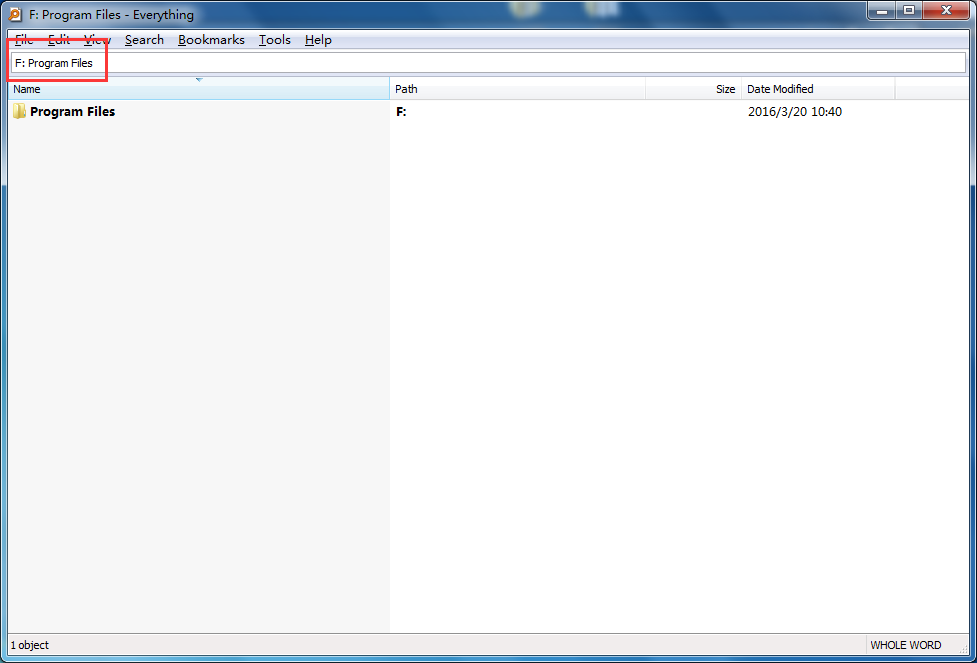 F: Program Files - Everything
File Edit View Search Bookmarks Tools Help
F: Program Files
Name Path Size Date Modified
Program Files F: 2016/3/20 10:40
1 object WHOLE WORD